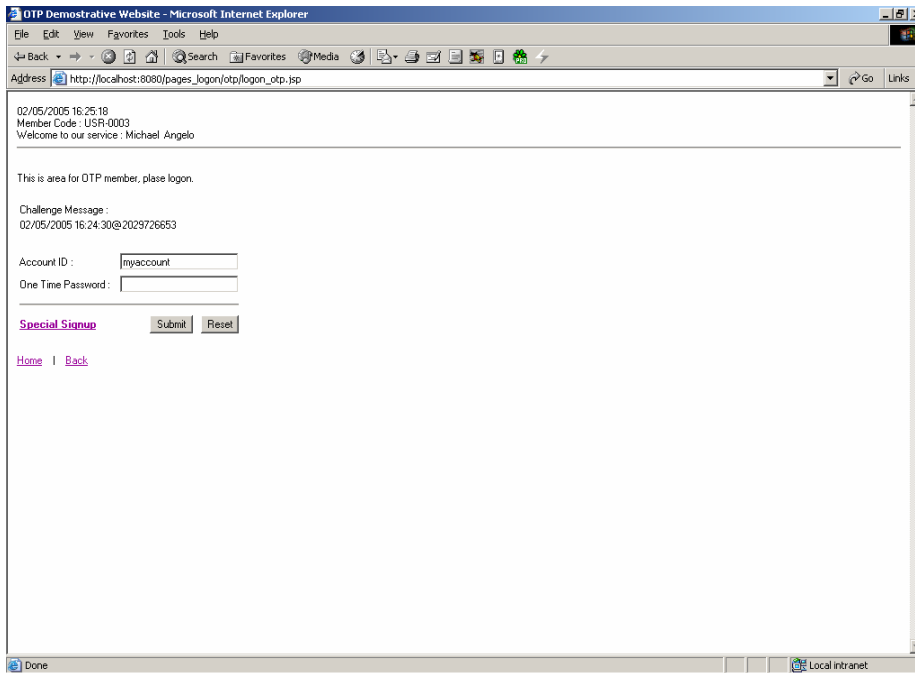 OTP Demostrative Website - Microsoft Internet Explorer
File Edit View Favorites Tools Help
Back Search Favorites Media
Address http://localhost:8080/pages_logon/otp/logon_otp.jsp Go Links
02/05/2005 16:25:18
Member Code : USR-0003
Welcome to our service : Michael Angelo
This is area for OTP member, plase logon.
Challenge Message :
02/05/2005 16:24:30@2029726653
Account ID : myaccount
One Time Password :
Special Signup Submit Reset
Home | Back
Done Local intranet